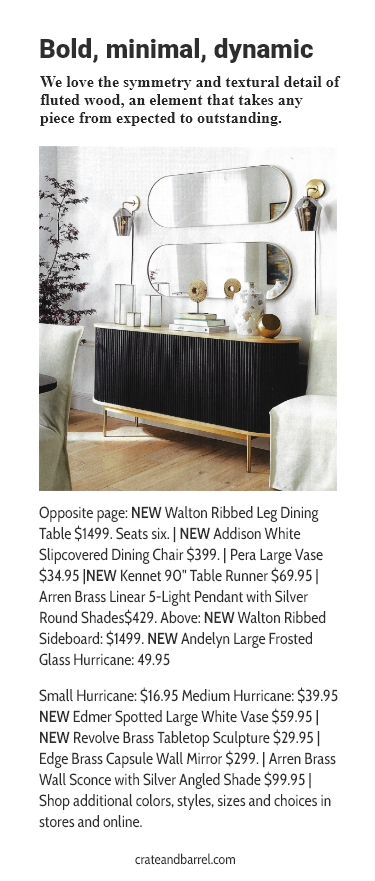 Bold, minimal, dynamic
We love the symmetry and textural detail of
fluted wood, an element that takes any
piece from expected to outstanding.
Opposite page: NEW Walton Ribbed Leg Dining
Table $1499. Seats six. | NEW Addison White
Slipcovered Dining Chair $399. | Pera Large Vase
$34.95 |NEW Kennet 90" Table Runner $69.95 |
Arren Brass Linear 5-Light Pendant with Silver
Round Shades$429. Above: NEW Walton Ribbed
Sideboard: $1499. NEW Andelyn Large Frosted
Glass Hurricane: 49.95
Small Hurricane: $16.95 Medium Hurricane: $39.95
NEW Edmer Spotted Large White Vase $59.95 |
NEW Revolve Brass Tabletop Sculpture $29.95 |
Edge Brass Capsule Wall Mirror $299. | Arren Brass
Wall Sconce with Silver Angled Shade $99.95 |
Shop additional colors, styles, sizes and choices in
stores and online.
crateandbarrel.com